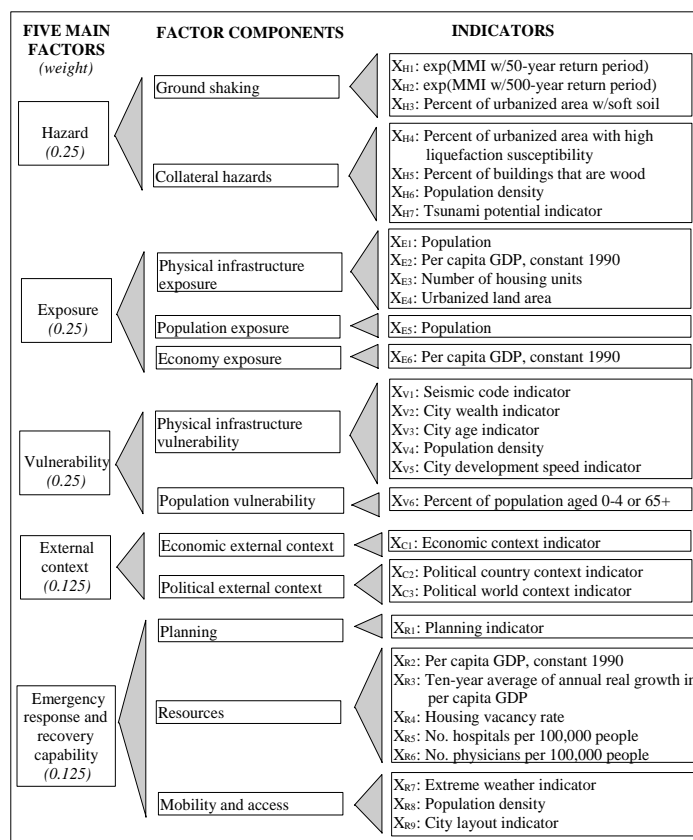 FIVE MAIN
FACTORS
(weight)
FACTOR COMPONENTS
INDICATORS
Hazard
(0.25)
Ground shaking
XH1: exp(MMI w/50-year return period)
XH2: exp(MMI w/500-year return period)
XH3: Percent of urbanized area w/soft soil
Collateral hazards
XH4: Percent of urbanized area with high
liquefaction susceptibility
XH5: Percent of buildings that are wood
XH6: Population density
XH7: Tsunami potential indicator
Exposure
(0.25)
Physical infrastructure
exposure
XE1: Population
XE2: Per capita GDP, constant 1990
XE3: Number of housing units
XE4: Urbanized land area
Population exposure
XE5: Population
Economy exposure
XE6: Per capita GDP, constant 1990
Vulnerability
(0.25)
Physical infrastructure
vulnerability
XV1: Seismic code indicator
XV2: City wealth indicator
XV3: City age indicator
XV4: Population density
XV5: City development speed indicator
Population vulnerability
XV6: Percent of population aged 0-4 or 65+
External
context
(0.125)
Economic external context
XC1: Economic context indicator
Political external context
XC2: Political country context indicator
XC3: Political world context indicator
Emergency
response and
recovery
capability
(0.125)
Planning
XR1: Planning indicator
Resources
XR2: Per capita GDP, constant 1990
XR3: Ten-year average of annual real growth in
per capita GDP
XR4: Housing vacancy rate
XR5: No. hospitals per 100,000 people
XR6: No. physicians per 100,000 people
Mobility and access
XR7: Extreme weather indicator
XR8: Population density
XR9: City layout indicator